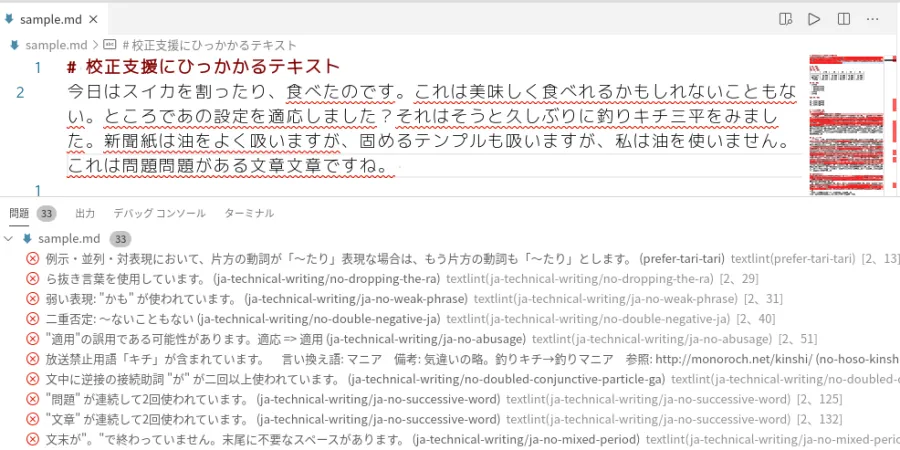 sample.md ×
sample.md > # 校正支援にひっかかるテキスト
1 # 校正支援にひっかかるテキスト
2 今日はスイカを割ったり、食べたのです。これは美味しく食べれるかもしれないこともな
い。ところであの設定を適応しました？それはそうと久しぶりに釣りキチ三平をみまし
た。新聞紙は油をよく吸いますが、固めるテンプルも吸いますが、私は油を使いません。
これは問題問題がある文章文章ですね。
1
問題 33 出力 デバッグ コンソール ターミナル
sample.md 33
例示・並列・対表現において、片方の動詞が「～たり」表現な場合は、もう片方の動詞も「～たり」とします。 (prefer-tari-tari) textlint(prefer-tari-tari) [2、13]
ら抜き言葉を使用しています。 (ja-technical-writing/no-dropping-the-ra) textlint(ja-technical-writing/no-dropping-the-ra) [2、29]
弱い表現: "かも" が使われています。 (ja-technical-writing/ja-no-weak-phrase) textlint(ja-technical-writing/ja-no-weak-phrase) [2、31]
二重否定: 〜ないこともない (ja-technical-writing/no-double-negative-ja) textlint(ja-technical-writing/no-double-negative-ja) [2、40]
"適用"の誤用である可能性があります。適応 => 適用 (ja-technical-writing/ja-no-abusage) textlint(ja-technical-writing/ja-no-abusage) [2、51]
放送禁止用語「キチ」が含まれています。 言い換え語: マニア 備考: 気違いの略。釣りキチ→釣りマニア 参照: http://monoroch.net/kinshi/ (no-hoso-kinsh
文中に逆接の接続助詞 "が" が二回以上使われています。 (ja-technical-writing/no-doubled-conjunctive-particle-ga) textlint(ja-technical-writing/no-doubled-c
"問題" が連続して2回使われています。 (ja-technical-writing/ja-no-successive-word) textlint(ja-technical-writing/ja-no-successive-word) [2、125]
"文章" が連続して2回使われています。 (ja-technical-writing/ja-no-successive-word) textlint(ja-technical-writing/ja-no-successive-word) [2、132]
文末が"。"で終わっていません。末尾に不要なスペースがあります。 (ja-technical-writing/ja-no-mixed-period) textlint(ja-technical-writing/ja-no-mixed-peric